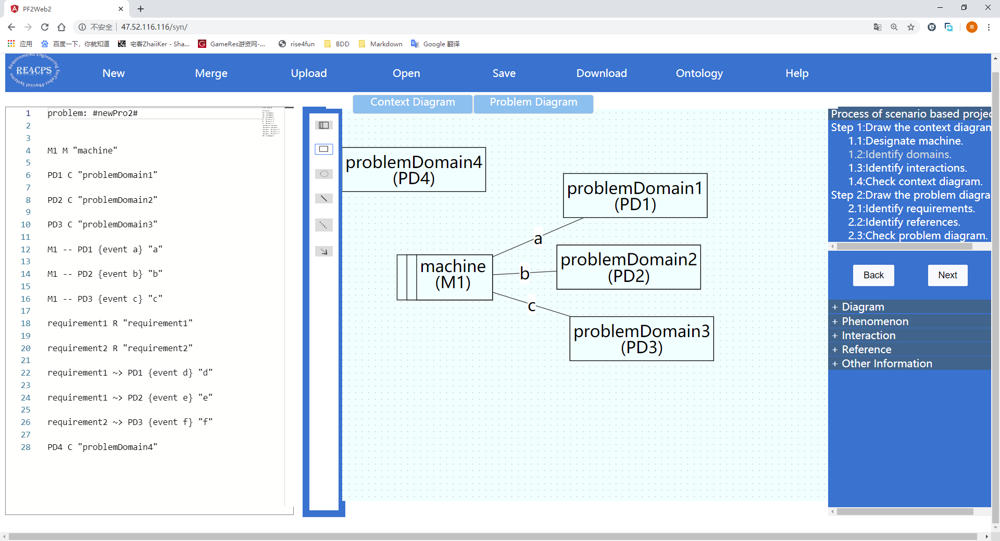 PF2Web2
不安全 47.52.116.116/syn/
寒
应用 百度一下，你就知道 宅客ZhaiiKer - Sha... GameRes游资网-... rise4fun BDD Markdown Google 翻译
Requirements Engineering for Cyber-Physical Systems
RE4CPS
New Merge Upload Open Save Download Ontology Help
Context Diagram Problem Diagram
1 problem: #newPro2#
2
3
4 M1 M "machine"
5
6 PD1 C "problemDomain1"
7
8 PD2 C "problemDomain2"
9
10 PD3 C "problemDomain3"
11
12 M1 -- PD1 {event a} "a"
13
14 M1 -- PD2 {event b} "b"
15
16 M1 -- PD3 {event c} "c"
17
18 requirement1 R "requirement1"
19
20 requirement2 R "requirement2"
21
22 requirement1 ~> PD1 {event d} "d"
23
24 requirement1 ~> PD2 {event e} "e"
25
26 requirement2 ~> PD3 {event f} "f"
27
28 PD4 C "problemDomain4"
problemDomain4
(PD4)
problemDomain1
(PD1)
a
problemDomain2
(PD2)
machine
(M1)
b
c
problemDomain3
(PD3)
Process of scenario based projec
Step 1:Draw the context diagram
1.1:Designate machine.
1.2:Identify domains.
1.3:Identify interactions.
1.4:Check context diagram.
Step 2:Draw the problem diagra
2.1:Identify requirements.
2.2:Identify references.
2.3:Check problem diagram.
Back Next
+ Diagram
+ Phenomenon
+ Interaction
+ Reference
+ Other Information